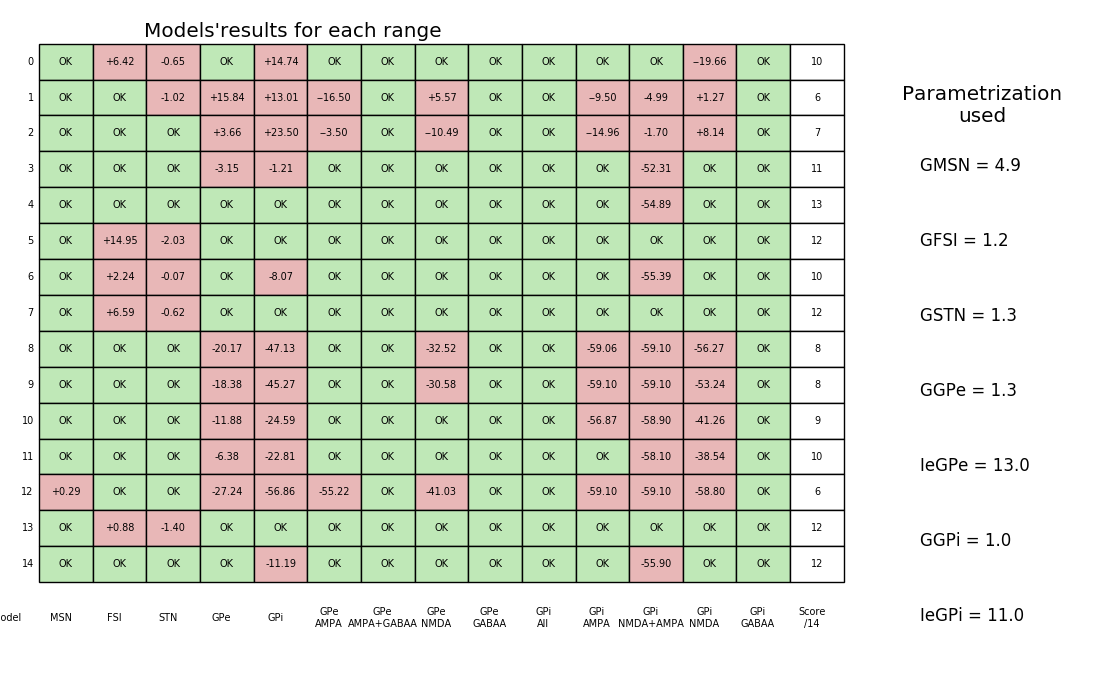 Models'results for each range
0 OK +6.42 -0.65 OK +14.74 OK OK OK OK OK OK OK --19.66 OK 10
1 OK OK -1.02 +15.84 +13.01 --16.50 OK +5.57 OK OK --9.50 -4.99 +1.27 OK 6
2 OK OK OK +3.66 +23.50 --3.50 OK --10.49 OK OK --14.96 -1.70 +8.14 OK 7
3 OK OK OK -3.15 -1.21 OK OK OK OK OK OK -52.31 OK OK 11
4 OK OK OK OK OK OK OK OK OK OK OK -54.89 OK OK 13
5 OK +14.95 -2.03 OK OK OK OK OK OK OK OK OK OK OK 12
6 OK +2.24 -0.07 OK -8.07 OK OK OK OK OK OK -55.39 OK OK 10
7 OK +6.59 -0.62 OK OK OK OK OK OK OK OK OK OK OK 12
8 OK OK OK -20.17 -47.13 OK OK -32.52 OK OK -59.06 -59.10 -56.27 OK 8
9 OK OK OK -18.38 -45.27 OK OK -30.58 OK OK -59.10 -59.10 -53.24 OK 8
10 OK OK OK -11.88 -24.59 OK OK OK OK OK -56.87 -58.90 -41.26 OK 9
11 OK OK OK -6.38 -22.81 OK OK OK OK OK OK -58.10 -38.54 OK 10
12 +0.29 OK OK -27.24 -56.86 -55.22 OK -41.03 OK OK -59.10 -59.10 -58.80 OK 6
13 OK +0.88 -1.40 OK OK OK OK OK OK OK OK OK OK OK 12
14 OK OK OK OK -11.19 OK OK OK OK OK OK -55.90 OK OK 12
odel MSN FSI STN GPe GPi GPe GPe GPe GPe GPi GPi GPi GPi GPi Score
AMPA AMPA+GABAA NMDA GABAA All AMPA NMDA+AMPA NMDA GABAA /14
Parametrization
used
GMSN = 4.9
GFSI = 1.2
GSTN = 1.3
GGPe = 1.3
IeGPe = 13.0
GGPi = 1.0
IeGPi = 11.0